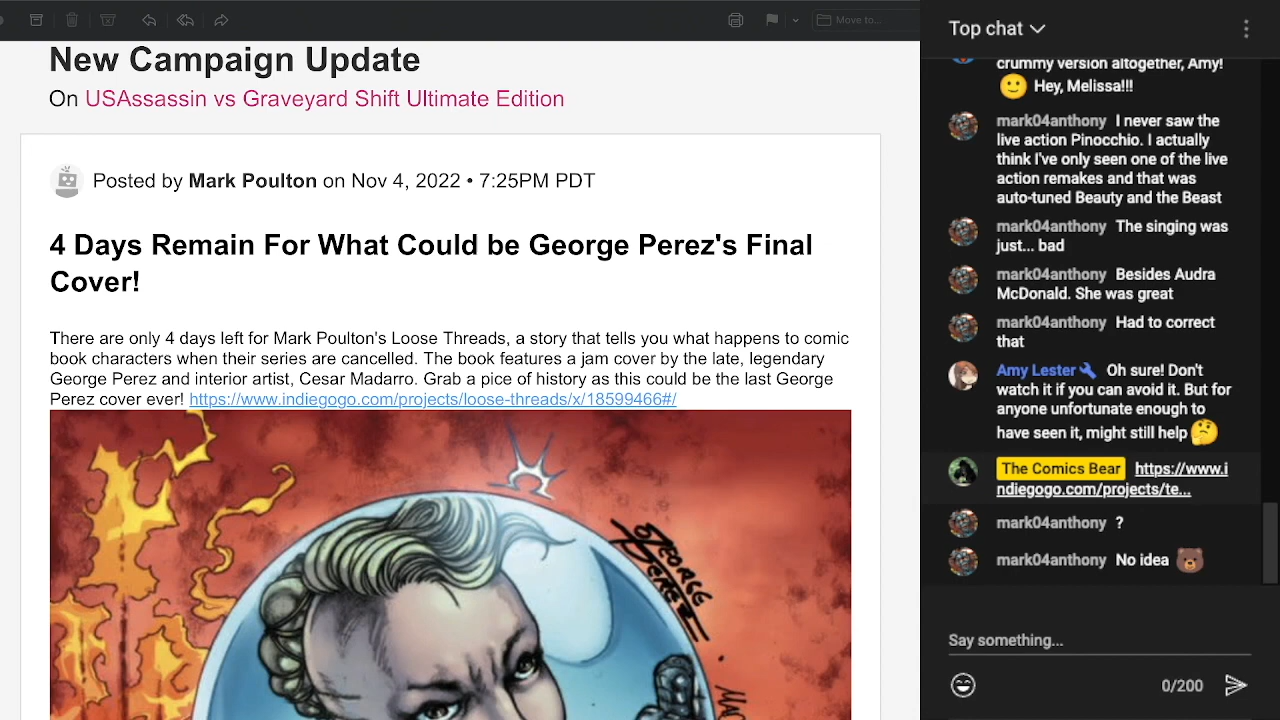 Move to...
New Campaign Update
On USAssassin vs Graveyard Shift Ultimate Edition
Posted by Mark Poulton on Nov 4, 2022 • 7:25PM PDT
4 Days Remain For What Could be George Perez's Final
Cover!
There are only 4 days left for Mark Poulton's Loose Threads, a story that tells you what happens to comic
book characters when their series are cancelled. The book features a jam cover by the late, legendary
George Perez and interior artist, Cesar Madarro. Grab a pice of history as this could be the last George
Perez cover ever! https://www.indiegogo.com/projects/loose-threads/x/18599466#/
GEORGE
PEREZ
Top chat
crummy version altogether, Amy!
🙂 Hey, Melissa!!!
mark04anthony I never saw the
live action Pinocchio. I actually
think I've only seen one of the live
action remakes and that was
auto-tuned Beauty and the Beast
mark04anthony The singing was
just... bad
mark04anthony Besides Audra
McDonald. She was great
mark04anthony Had to correct
that
Amy Lester🔧 Oh sure! Don't
watch it if you can avoid it. But for
anyone unfortunate enough to
have seen it, might still help🤔
The Comics Bear https://www.i
ndiegogo.com/projects/te...
mark04anthony ?
mark04anthony No idea 🐻
Say something...
0/200